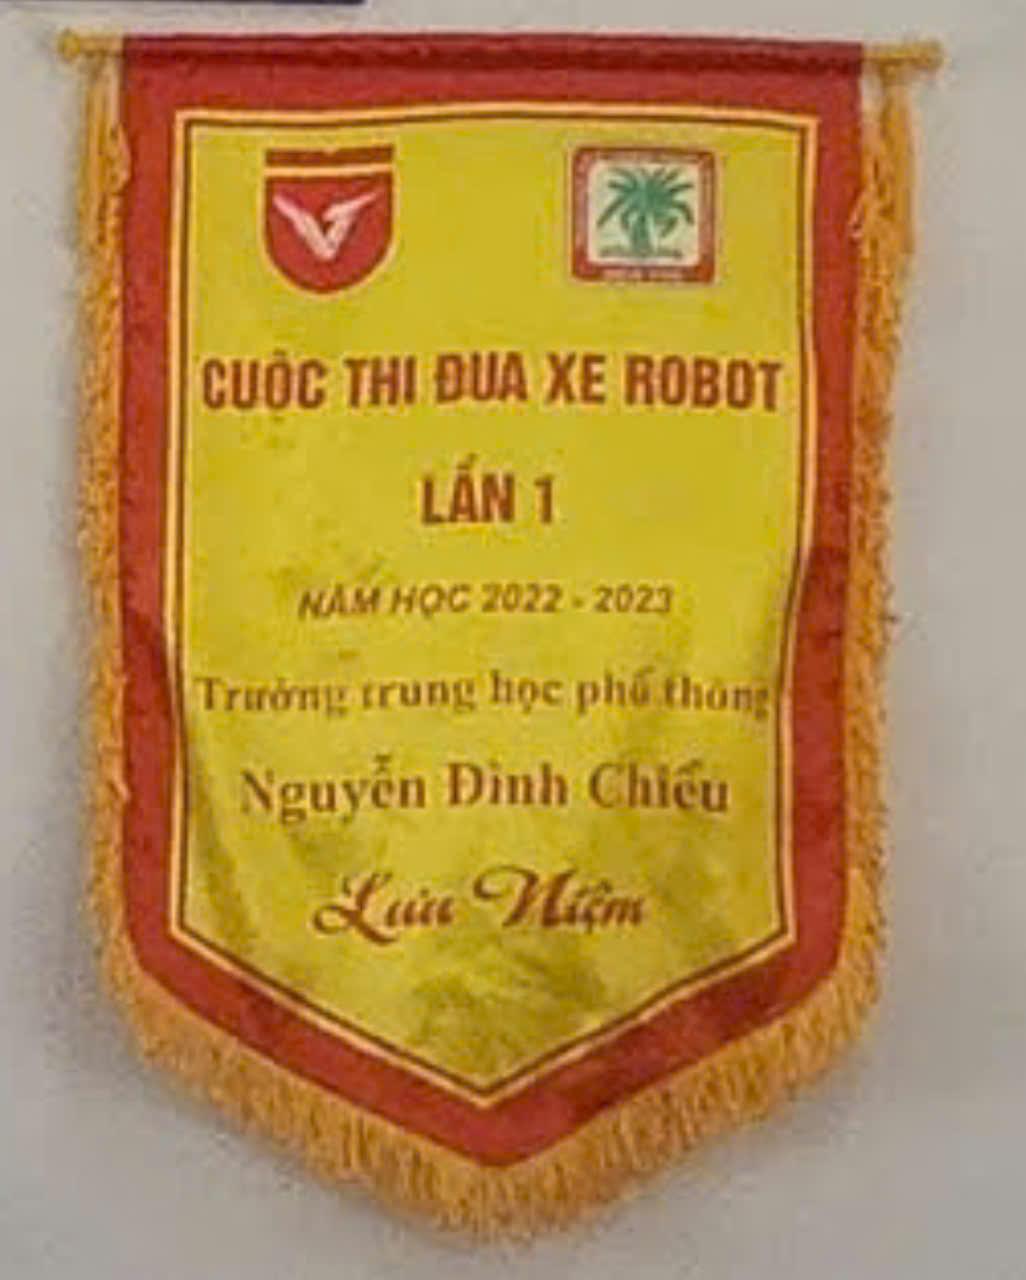 CUỘC THI ĐUA XE ROBOT
LẦN 1
NĂM HỌC 2022 - 2023
Trường trung học phổ thông
Nguyễn Đình Chiểu
Lưu Niệm